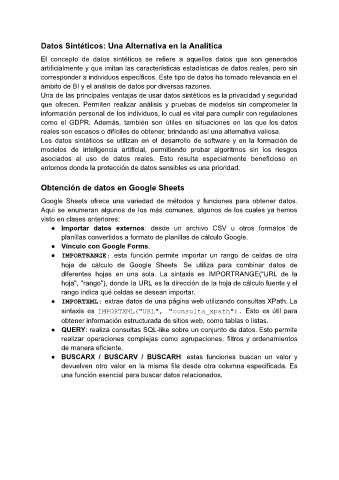 Datos Sintéticos: Una Alternativa en la Analítica
El concepto de datos sintéticos se refiere a aquellos datos que son generados
artificialmente y que imitan las características estadísticas de datos reales, pero sin
corresponder a individuos específicos. Este tipo de datos ha tomado relevancia en el
ámbito de BI y el análisis de datos por diversas razones.
Una de las principales ventajas de usar datos sintéticos es la privacidad y seguridad
que ofrecen. Permiten realizar análisis y pruebas de modelos sin comprometer la
información personal de los individuos, lo cual es vital para cumplir con regulaciones
como el GDPR. Además, también son útiles en situaciones en las que los datos
reales son escasos o difíciles de obtener, brindando así una alternativa valiosa.
Los datos sintéticos se utilizan en el desarrollo de software y en la formación de
modelos de inteligencia artificial, permitiendo probar algoritmos sin los riesgos
asociados al uso de datos reales. Esto resulta especialmente beneficioso en
entornos donde la protección de datos sensibles es una prioridad.
Obtención de datos en Google Sheets
Google Sheets ofrece una variedad de métodos y funciones para obtener datos.
Aquí se enumeran algunos de los más comunes, algunos de los cuales ya hemos
visto en clases anteriores:
● Importar datos externos: desde un archivo CSV u otros formatos de
planillas convertidos a formato de planillas de cálculo Google.
● Vínculo con Google Forms.
● IMPORTRANGE: esta función permite importar un rango de celdas de otra
hoja de cálculo de Google Sheets. Se utiliza para combinar datos de
diferentes hojas en una sola. La sintaxis es IMPORTRANGE("URL de la
hoja", "rango"), donde la URL es la dirección de la hoja de cálculo fuente y el
rango indica qué celdas se desean importar.
● IMPORTXML: extrae datos de una página web utilizando consultas XPath. La
sintaxis es IMPORTXML("URL", "consulta_xpath"). Esto es útil para
obtener información estructurada de sitios web, como tablas o listas.
● QUERY: realiza consultas SQL-like sobre un conjunto de datos. Esto permite
realizar operaciones complejas como agrupaciones, filtros y ordenamientos
de manera eficiente.
● BUSCARX / BUSCARV / BUSCARH: estas funciones buscan un valor y
devuelven otro valor en la misma fila desde otra columna especificada. Es
una función esencial para buscar datos relacionados.